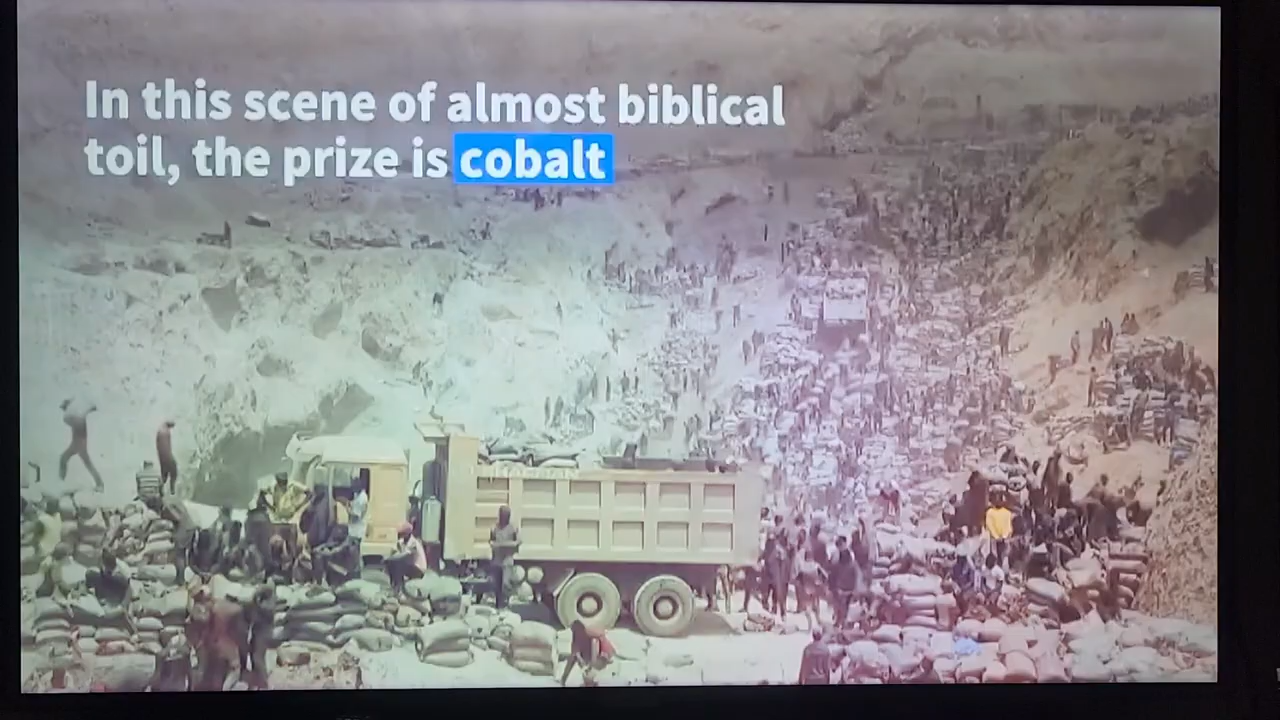 In this scene of almost biblical
toil, the prize is cobalt